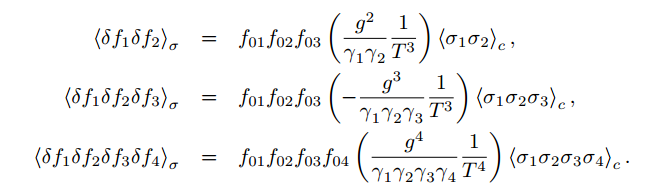 ⟨δf₁δf₂⟩_σ = f₀₁f₀₂f₀₃ ( g²/(γ₁γ₂) 1/T³ ) ⟨σ₁σ₂⟩_c ,
⟨δf₁δf₂δf₃⟩_σ = f₀₁f₀₂f₀₃ ( − g³/(γ₁γ₂γ₃) 1/T³ ) ⟨σ₁σ₂σ₃⟩_c ,
⟨δf₁δf₂δf₃δf₄⟩_σ = f₀₁f₀₂f₀₃f₀₄ ( g⁴/(γ₁γ₂γ₃γ₄) 1/T⁴ ) ⟨σ₁σ₂σ₃σ₄⟩_c .